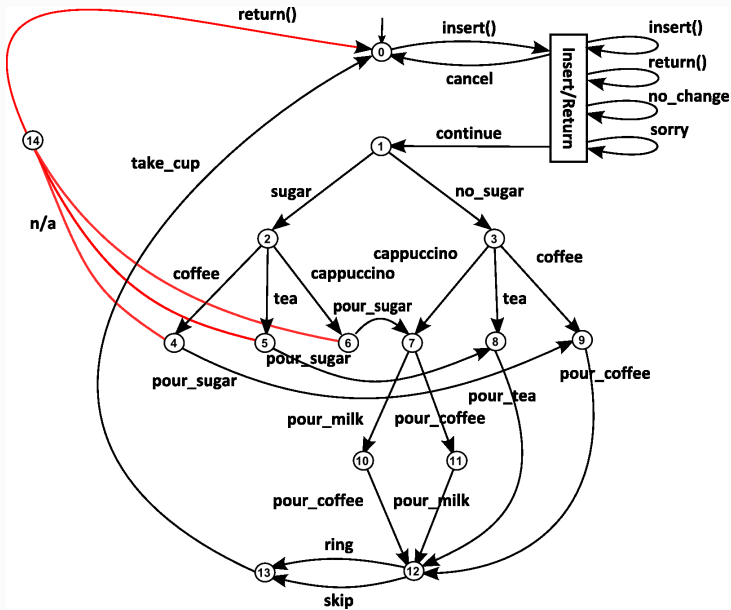 return()
0
insert()
cancel
Insert/Return
insert()
return()
no_change
sorry
14
take_cup
continue
1
sugar
no_sugar
n/a
2
3
coffee
tea
cappuccino
cappuccino
tea
coffee
pour_sugar
4
5
6
7
8
9
pour_sugar
pour_sugar
pour_coffee
pour_tea
pour_milk
pour_coffee
10
11
pour_coffee
pour_milk
ring
13
12
skip